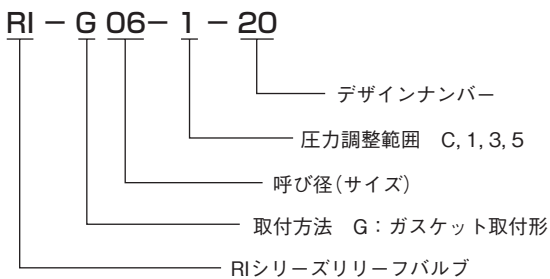 RI－G 06－1－20
デザインナンバー
圧力調整範囲　C, 1, 3, 5
呼び径(サイズ)
取付方法　G：ガスケット取付形
RIシリーズリリーフバルブ